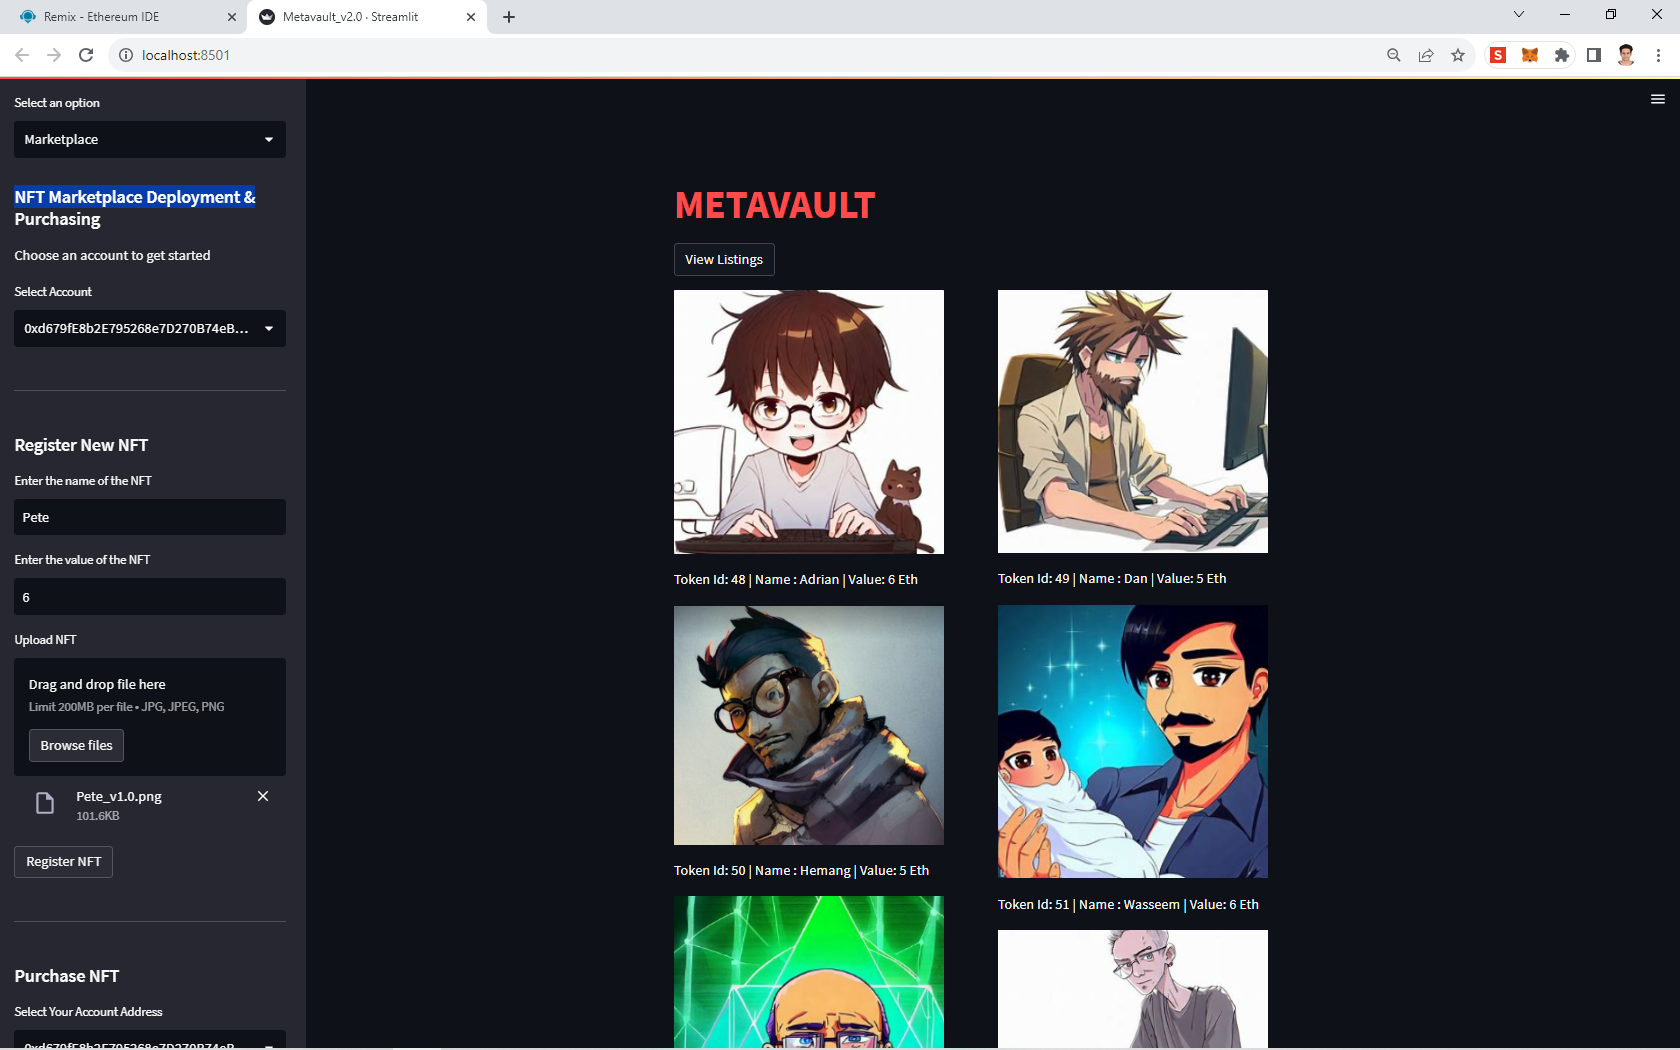 Remix - Ethereum IDE
Metavault_v2.0 · Streamlit
localhost:8501
S
Select an option
Marketplace
NFT Marketplace Deployment &
Purchasing
Choose an account to get started
Select Account
0xd679fE8b2E795268e7D270B74eB...
Register New NFT
Enter the name of the NFT
Pete
Enter the value of the NFT
6
Upload NFT
Drag and drop file here
Limit 200MB per file • JPG, JPEG, PNG
Browse files
Pete_v1.0.png
101.6KB
Register NFT
Purchase NFT
Select Your Account Address
METAVAULT
View Listings
Token Id: 48 | Name : Adrian | Value: 6 Eth
Token Id: 49 | Name : Dan | Value: 5 Eth
Token Id: 50 | Name : Hemang | Value: 5 Eth
Token Id: 51 | Name : Wasseem | Value: 6 Eth